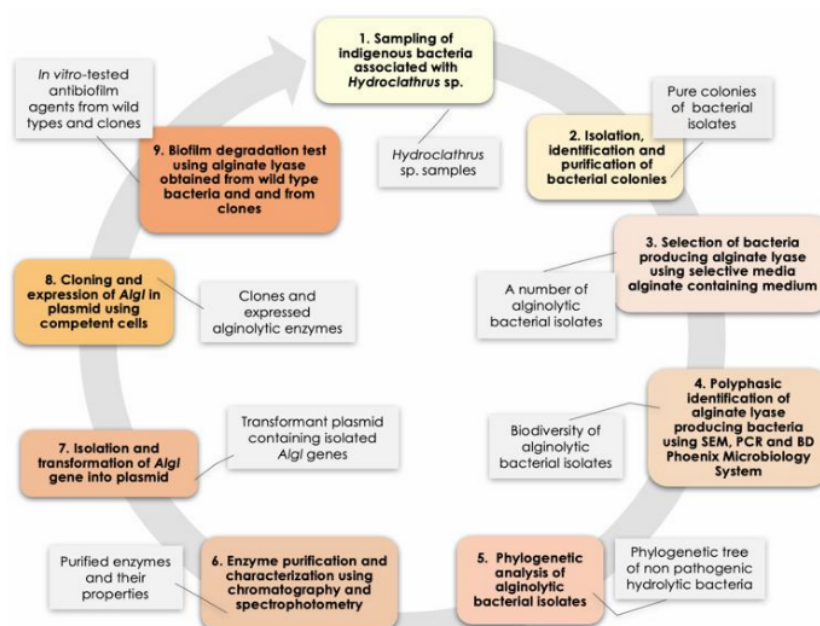 1. Sampling of
indigenous bacteria
associated with
Hydroclathrus sp.
Hydroclathrus
sp. samples
2. Isolation,
identification and
purification of
bacterial colonies
Pure colonies
of bacterial
isolates
3. Selection of bacteria
producing alginate lyase
using selective media
alginate containing medium
A number of
alginolytic
bacterial isolates
4. Polyphasic
identification of
alginate lyase
producing bacteria
using SEM, PCR and BD
Phoenix Microbiology
System
Biodiversity of
alginolytic
bacterial isolates
5. Phylogenetic
analysis of
alginolytic
bacterial isolates
Phylogenetic tree
of non pathogenic
hydrolytic bacteria
6. Enzyme purification and
characterization using
chromatography and
spectrophotometry
Purified enzymes
and their
properties
7. Isolation and
transformation of AlgI
gene into plasmid
Transformant plasmid
containing isolated
AlgI genes
8. Cloning and
expression of AlgI in
plasmid using
competent cells
Clones and
expressed
alginolytic enzymes
9. Biofilm degradation test
using alginate lyase
obtained from wild type
bacteria and and from
clones
In vitro-tested
antibiofilm
agents from wild
types and clones